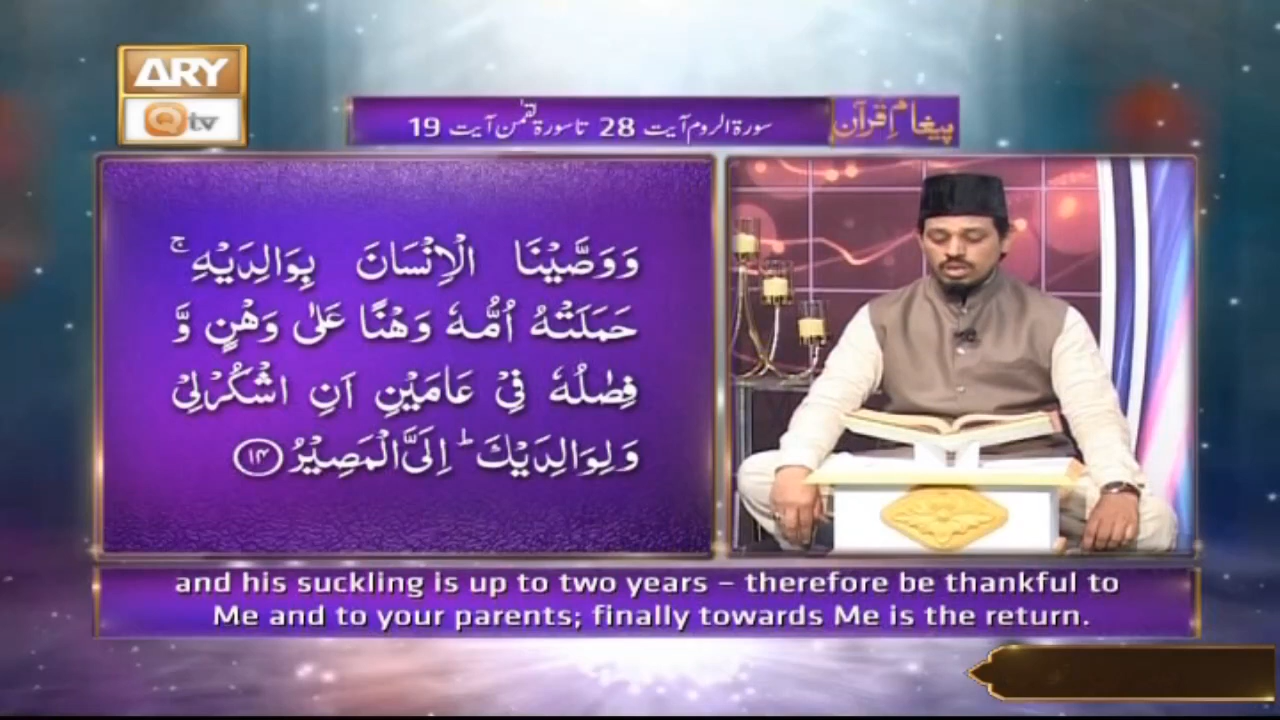 ARY
Qtv
پیغامِ قرآن
سورۃ الروم آیت 28 تا سورۃ لقمٰن آیت 19
وَوَصَّیْنَا الْاِنْسَانَ بِوَالِدَیْهِ ۚ
حَمَلَتْهُ اُمُّهٗ وَهْنًا عَلٰی وَهْنٍ وَّ
فِصٰلُهٗ فِیْ عَامَیْنِ اَنِ اشْكُرْلِیْ
وَلِوَالِدَیْكَ ؕ اِلَیَّ الْمَصِیْرُ ۱۴
and his suckling is up to two years – therefore be thankful to
Me and to your parents; finally towards Me is the return.